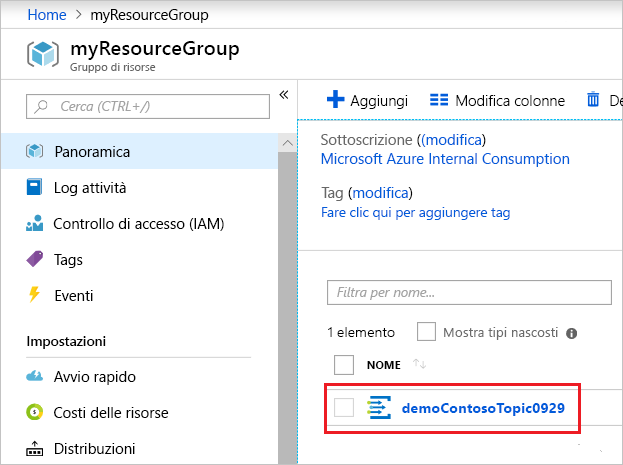 Home > myResourceGroup
myResourceGroup
Gruppo di risorse
Cerca (CTRL+/)
«
Panoramica
Log attività
Controllo di accesso (IAM)
Tags
Eventi
Impostazioni
Avvio rapido
Costi delle risorse
Distribuzioni
Aggiungi
Modifica colonne
De
Sottoscrizione ((modifica)
Microsoft Azure Internal Consumption
Tag (modifica)
Fare clic qui per aggiungere tag
Filtra per nome...
1 elemento
Mostra tipi nascosti
NOME
demoContosoTopic0929